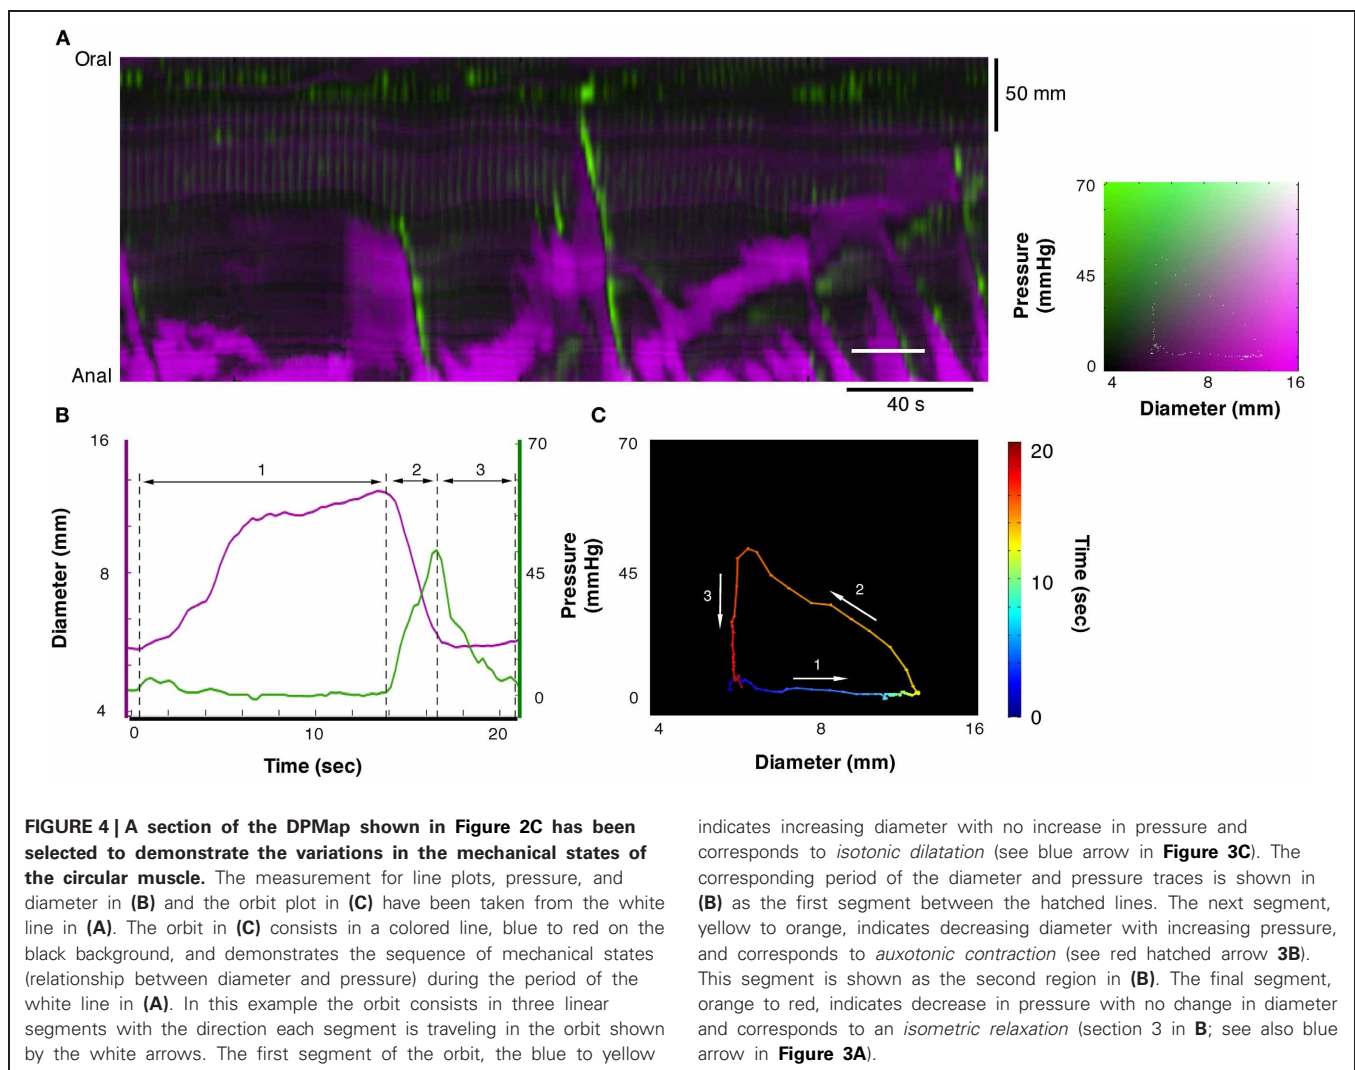 A
Oral
50 mm
Anal
40 s
70
45
0
Pressure
(mmHg)
4
8
16
Diameter (mm)
B
16
8
4
Diameter (mm)
1
2
3
70
45
0
Pressure
(mmHg)
0
10
20
Time (sec)
C
70
45
0
3
2
1
4
8
16
Diameter (mm)
20
10
0
Time (sec)
FIGURE 4 | A section of the DPMap shown in Figure 2C has been
selected to demonstrate the variations in the mechanical states of
the circular muscle. The measurement for line plots, pressure, and
diameter in (B) and the orbit plot in (C) have been taken from the white
line in (A). The orbit in (C) consists in a colored line, blue to red on the
black background, and demonstrates the sequence of mechanical states
(relationship between diameter and pressure) during the period of the
white line in (A). In this example the orbit consists in three linear
segments with the direction each segment is traveling in the orbit shown
by the white arrows. The first segment of the orbit, the blue to yellow
indicates increasing diameter with no increase in pressure and
corresponds to isotonic dilatation (see blue arrow in Figure 3C). The
corresponding period of the diameter and pressure traces is shown in
(B) as the first segment between the hatched lines. The next segment,
yellow to orange, indicates decreasing diameter with increasing pressure,
and corresponds to auxotonic contraction (see red hatched arrow 3B).
This segment is shown as the second region in (B). The final segment,
orange to red, indicates decrease in pressure with no change in diameter
and corresponds to an isometric relaxation (section 3 in B; see also blue
arrow in Figure 3A).